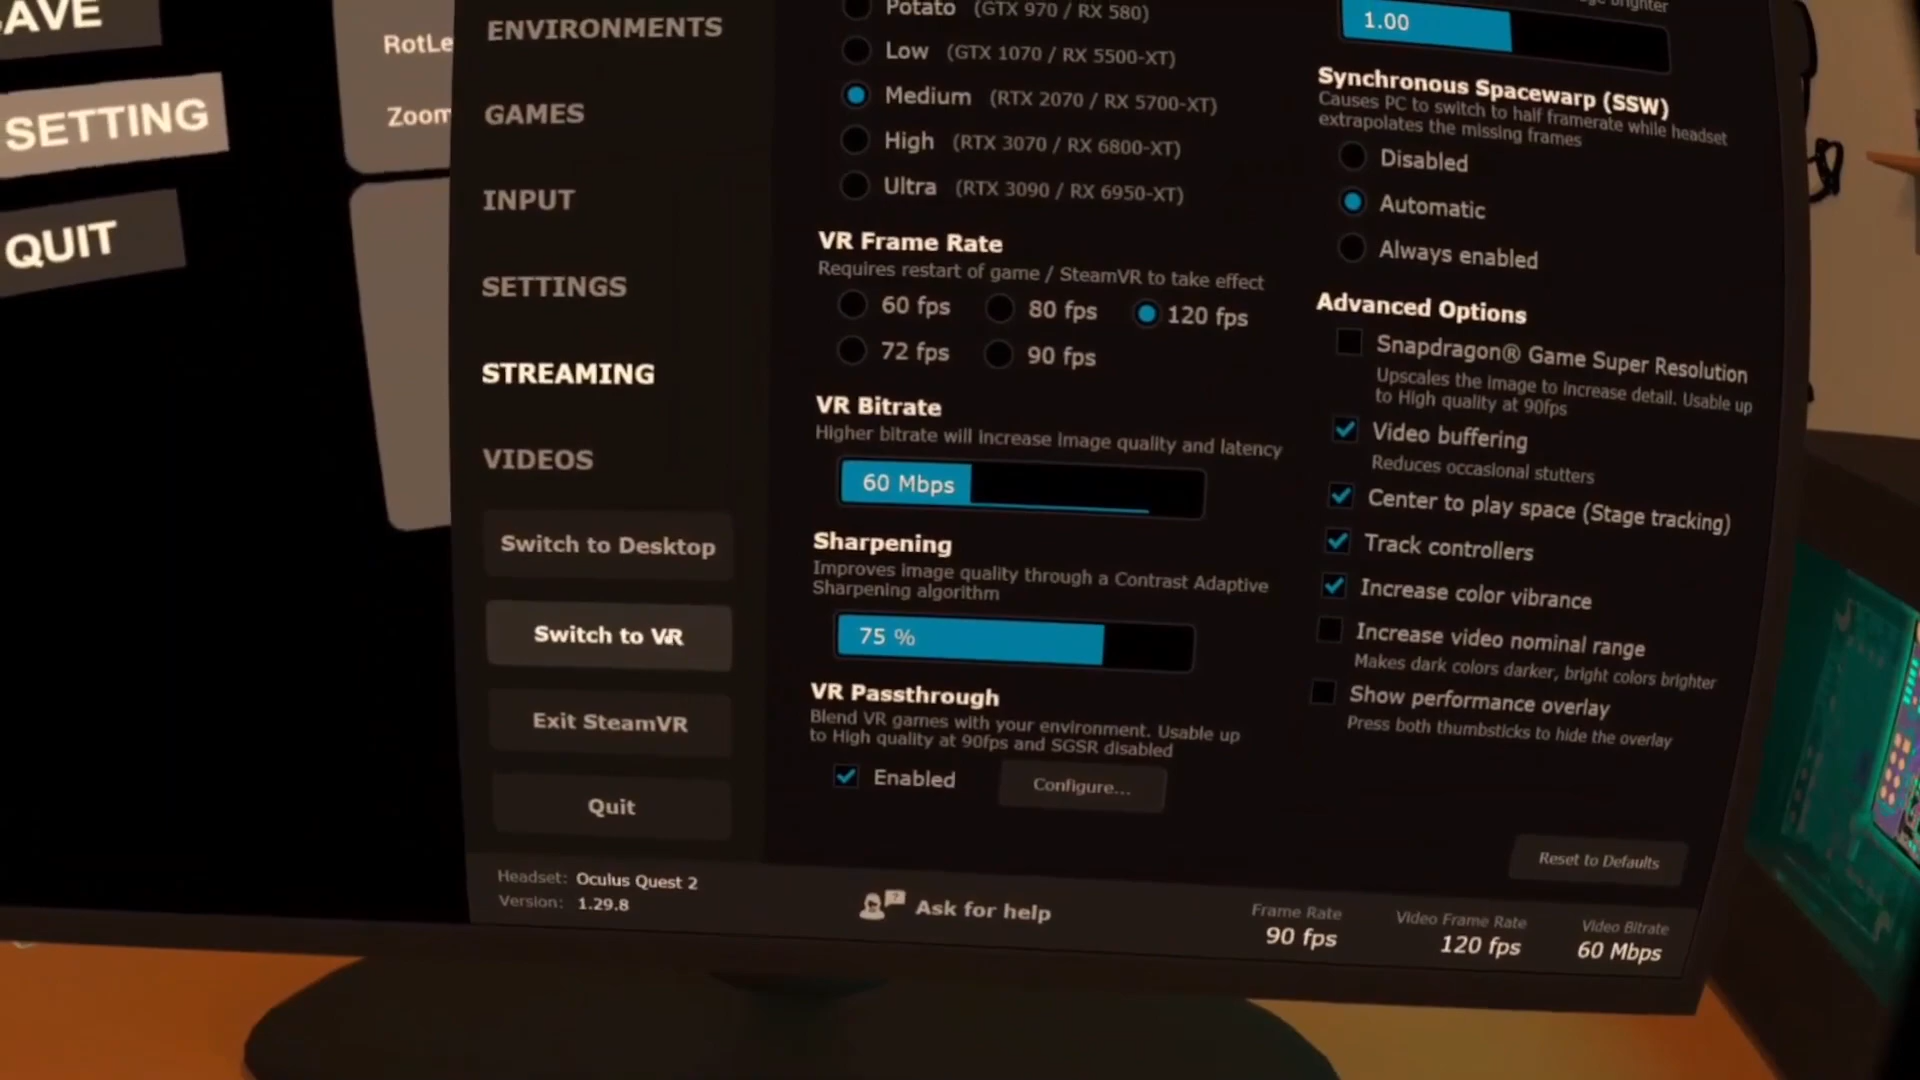 AVE
SETTING
QUIT
RotLe
Zoom
ENVIRONMENTS
GAMES
INPUT
SETTINGS
STREAMING
VIDEOS
Switch to Desktop
Switch to VR
Exit SteamVR
Quit
Potato (GTX 970 / RX 580)
Low (GTX 1070 / RX 5500-XT)
Medium (RTX 2070 / RX 5700-XT)
High (RTX 3070 / RX 6800-XT)
Ultra (RTX 3090 / RX 6950-XT)
VR Frame Rate
Requires restart of game / SteamVR to take effect
60 fps 80 fps 120 fps
72 fps 90 fps
VR Bitrate
Higher bitrate will increase image quality and latency
60 Mbps
Sharpening
Improves image quality through a Contrast Adaptive
Sharpening algorithm
75 %
VR Passthrough
Blend VR games with your environment. Usable up
to High quality at 90fps and SGSR disabled
Enabled Configure...
brighter
1.00
Synchronous Spacewarp (SSW)
Causes PC to switch to half framerate while headset
extrapolates the missing frames
Disabled
Automatic
Always enabled
Advanced Options
Snapdragon® Game Super Resolution
Upscales the image to increase detail. Usable up
to High quality at 90fps
Video buffering
Reduces occasional stutters
Center to play space (Stage tracking)
Track controllers
Increase color vibrance
Increase video nominal range
Makes dark colors darker, bright colors brighter
Show performance overlay
Press both thumbsticks to hide the overlay
Reset to Defaults
Headset: Oculus Quest 2
Version: 1.29.8
Ask for help
Frame Rate
90 fps
Video Frame Rate
120 fps
Video Bitrate
60 Mbps